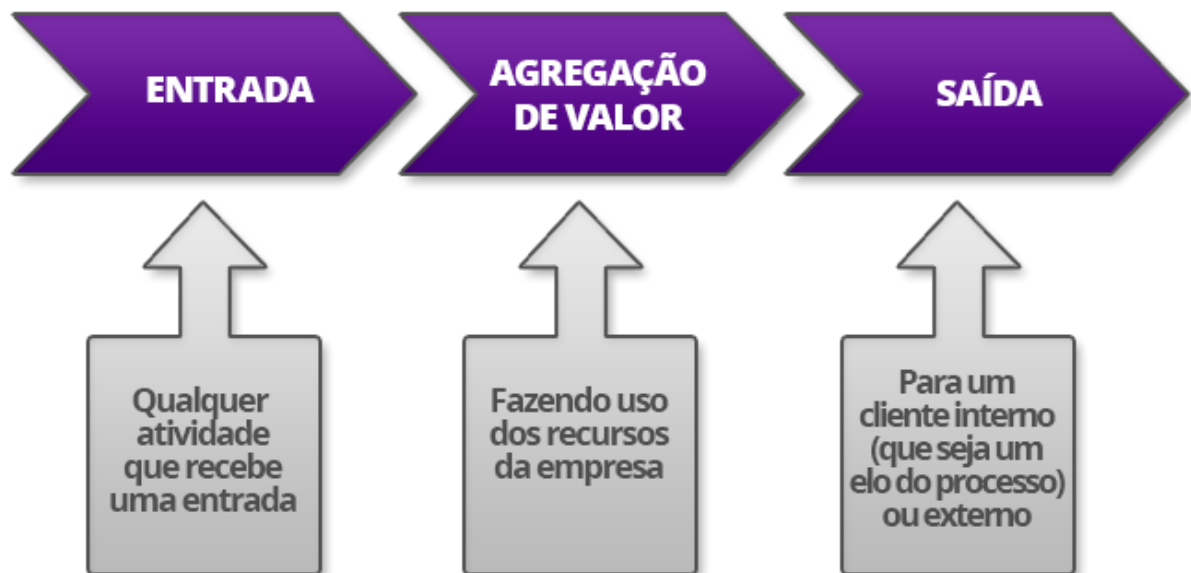 ENTRADA
AGREGAÇÃO
DE VALOR
SAÍDA
Qualquer
atividade
que recebe
uma entrada
Fazendo uso
dos recursos
da empresa
Para um
cliente interno
(que seja um
elo do processo)
ou externo